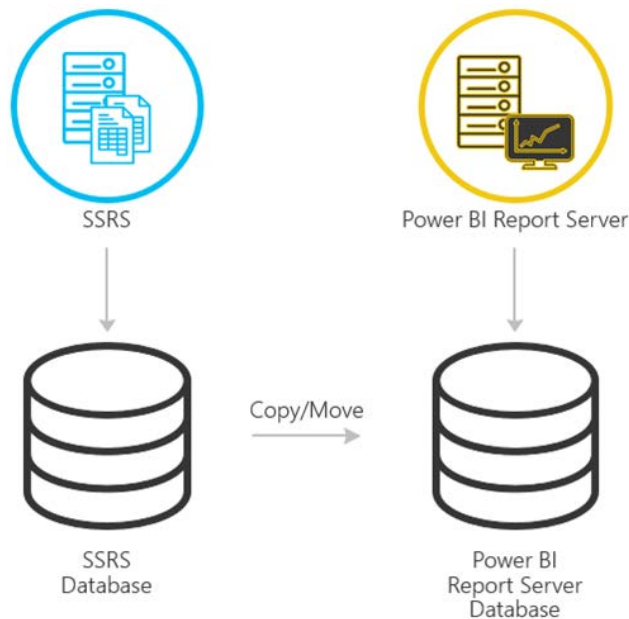 SSRS
Power BI Report Server
Copy/Move
SSRS
Database
Power BI
Report Server
Database